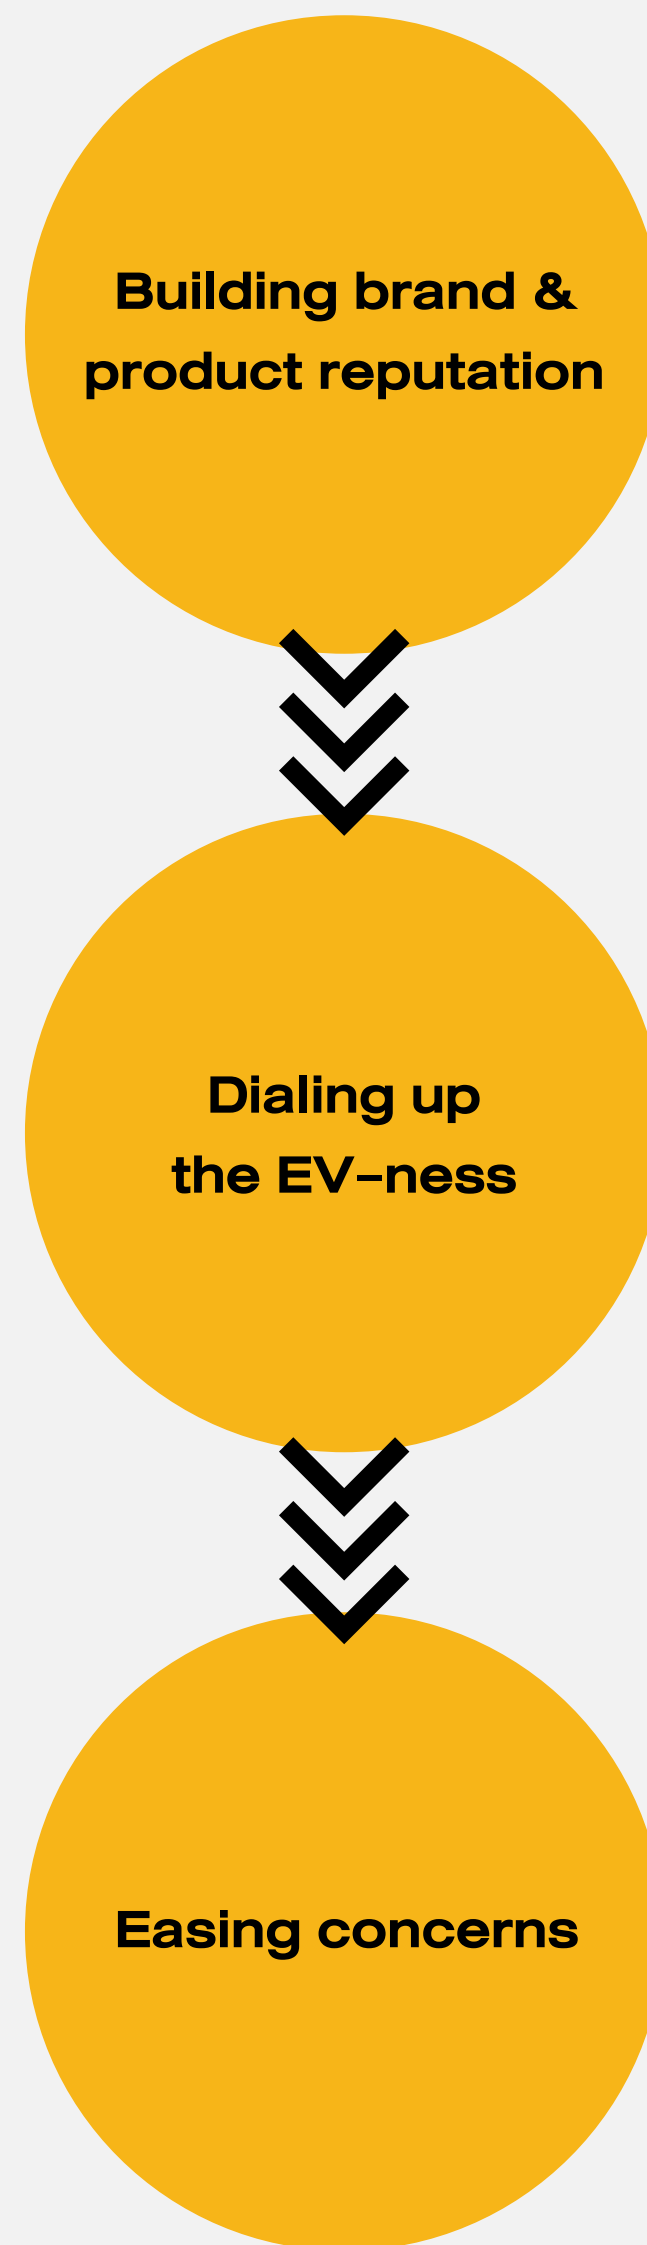 Building brand &
product reputation
Dialing up
the EV–ness
Easing concerns